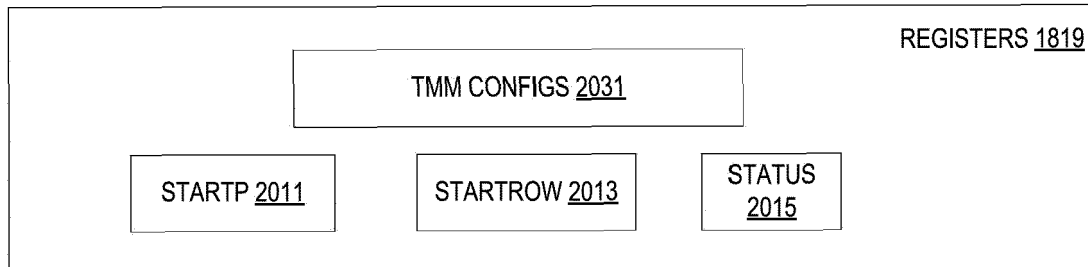 REGISTERS 1819
TMM CONFIGS 2031
STARTP 2011
STARTROW 2013
STATUS
2015